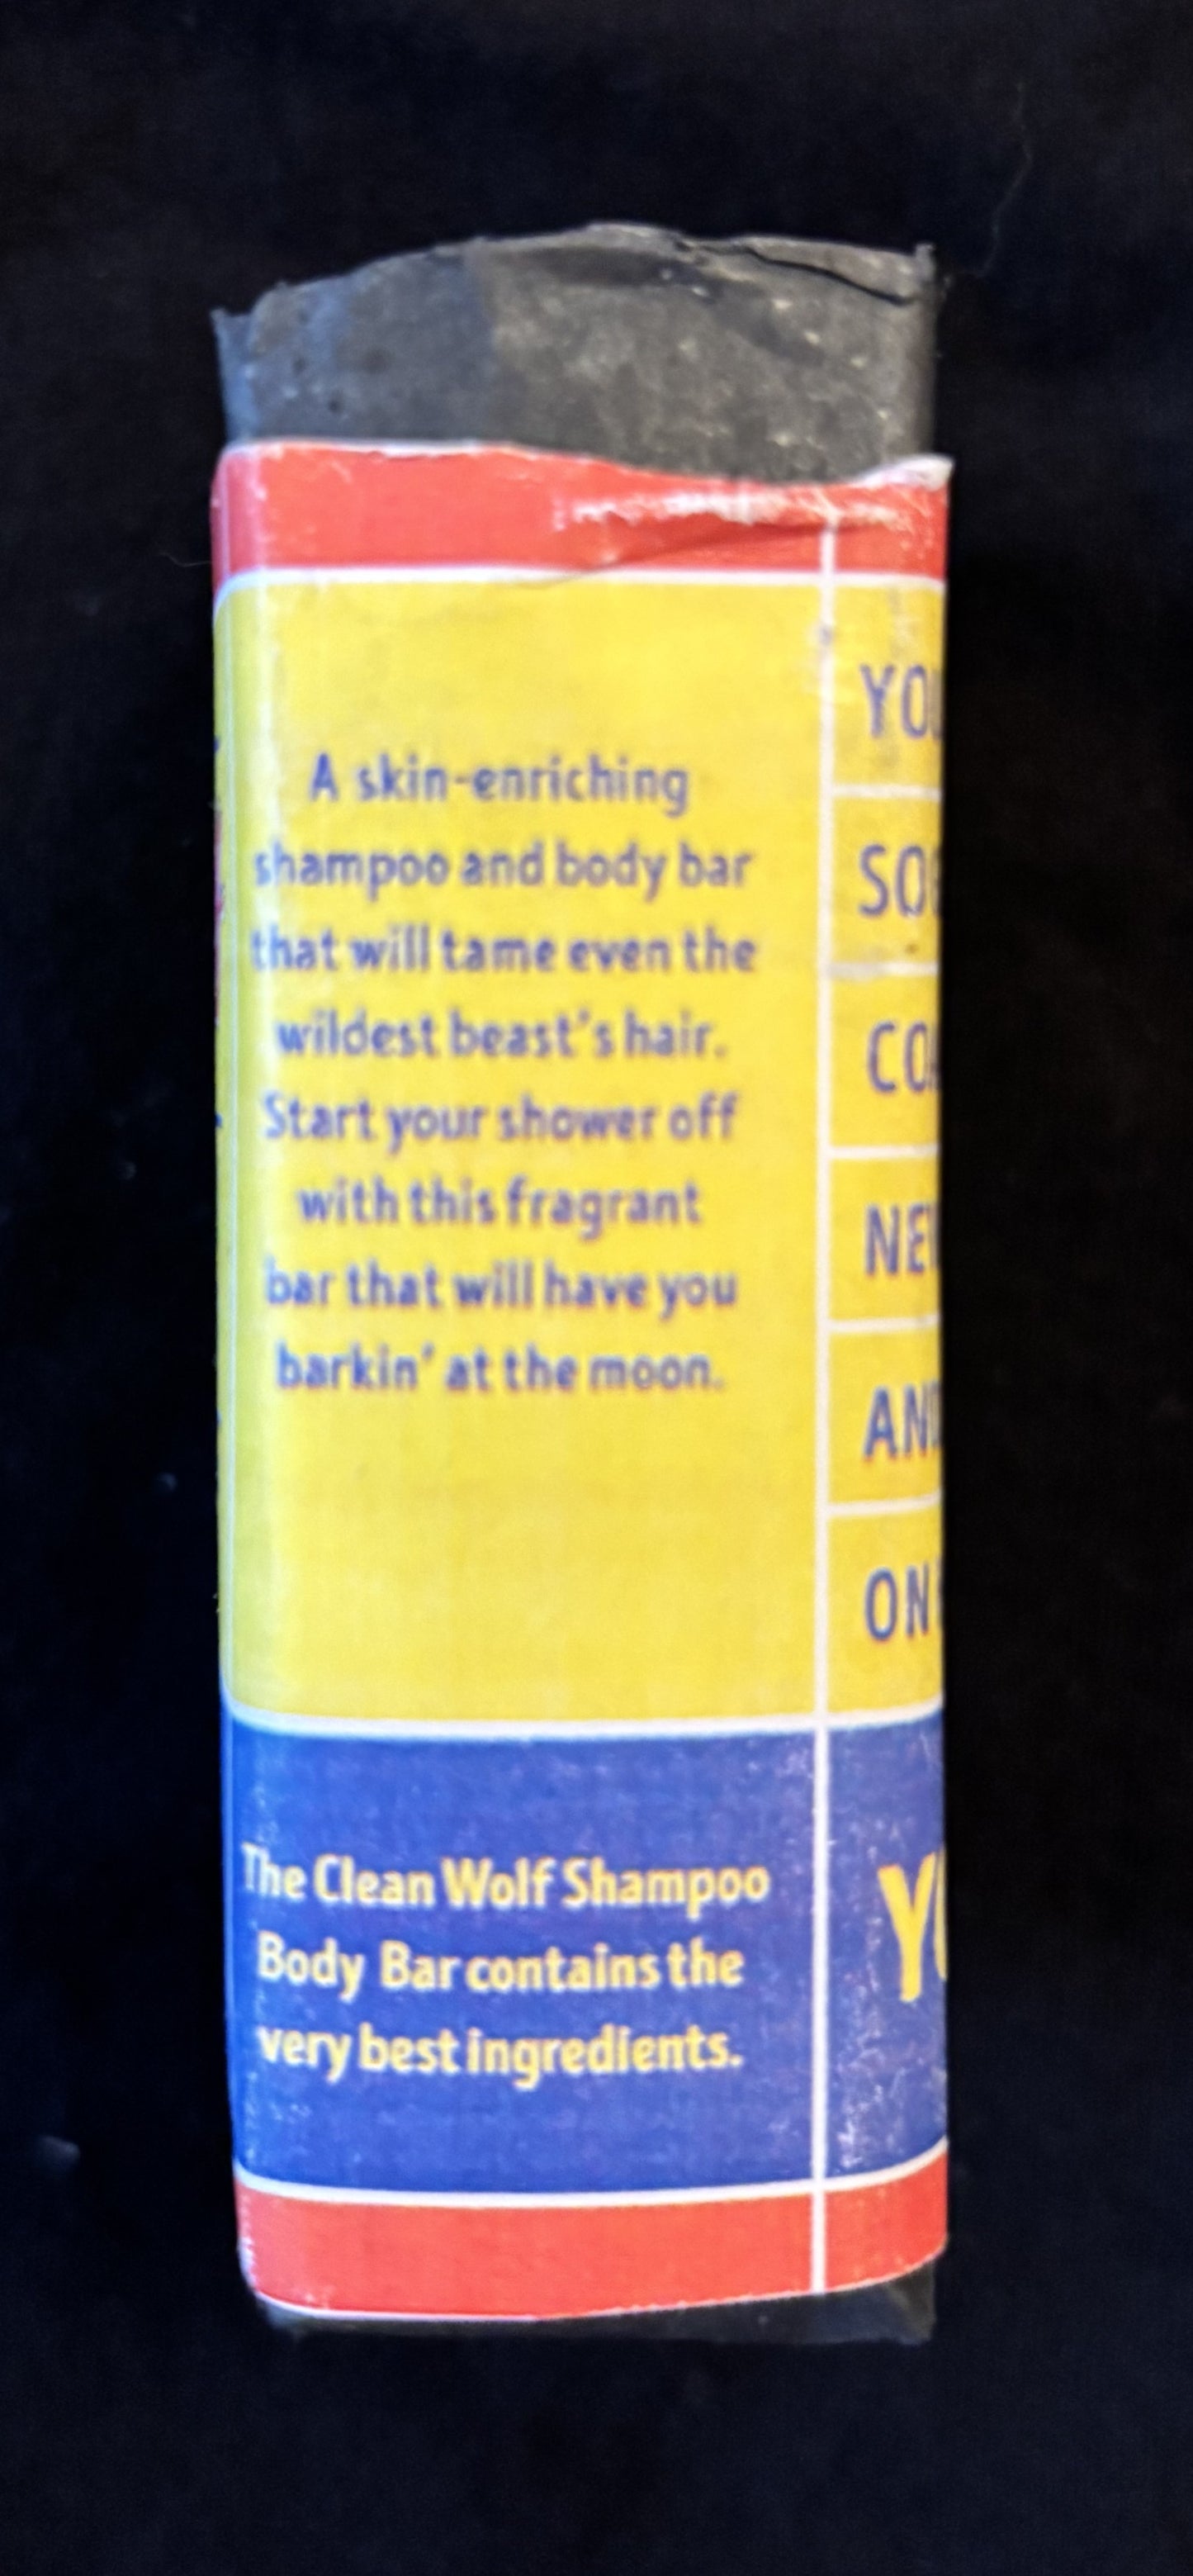 A skin-enriching
shampoo and body bar
that will tame even the
wildest beast's hair.
Start your shower off
with this fragrant
bar that will have you
barkin' at the moon.
The Clean Wolf Shampoo
Body Bar contains the
very best ingredients.